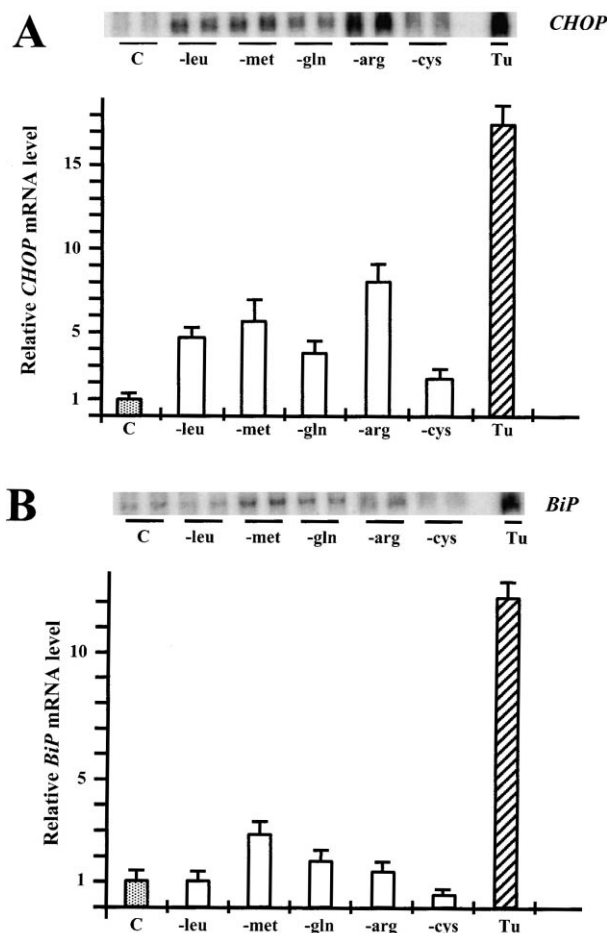 A
CHOP
C -leu -met -gln -arg -cys Tu
Relative CHOP mRNA level
15
10
5
1
C -leu -met -gln -arg -cys Tu
B
BiP
C -leu -met -gln -arg -cys Tu
Relative BiP mRNA level
10
5
1
C -leu -met -gln -arg -cys Tu